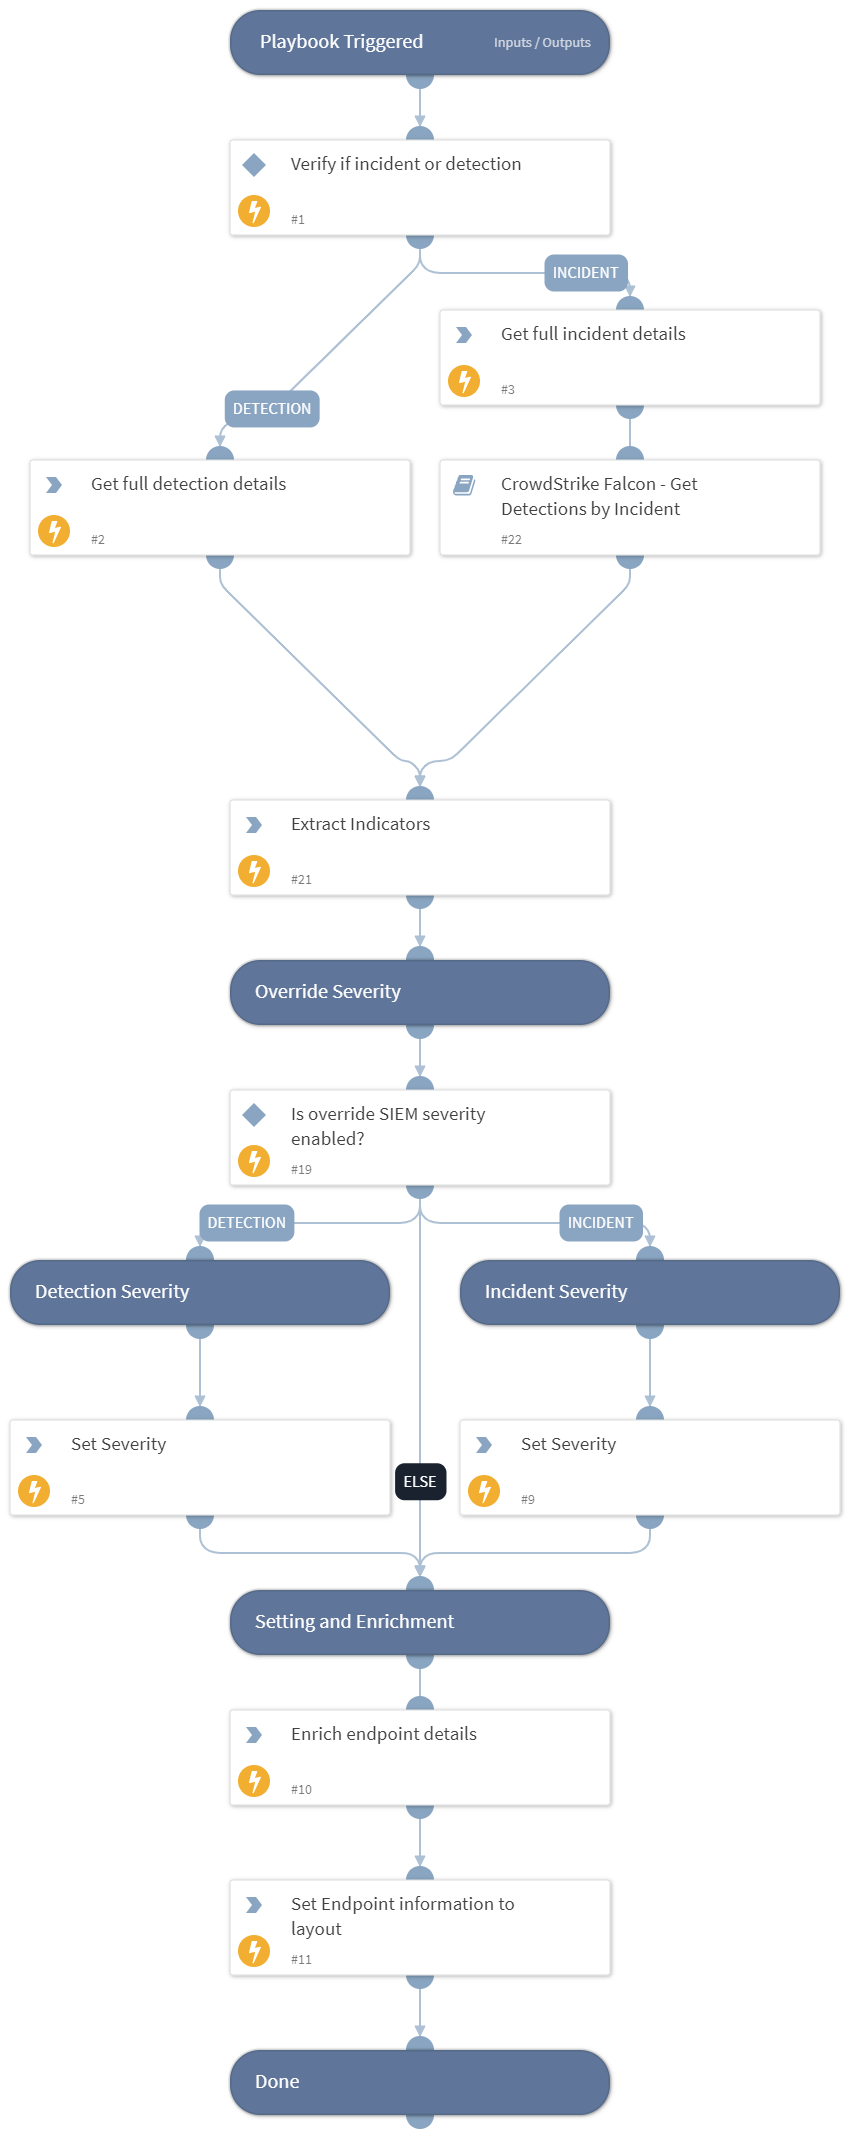 Playbook Triggered
Inputs / Outputs
Verify if incident or detection
#1
INCIDENT
Get full incident details
#3
DETECTION
Get full detection details
#2
CrowdStrike Falcon - Get
Detections by Incident
#22
Extract Indicators
#21
Override Severity
Is override SIEM severity
enabled?
#19
DETECTION
INCIDENT
Detection Severity
Incident Severity
Set Severity
#5
ELSE
Set Severity
#9
Setting and Enrichment
Enrich endpoint details
#10
Set Endpoint information to
layout
#11
Done